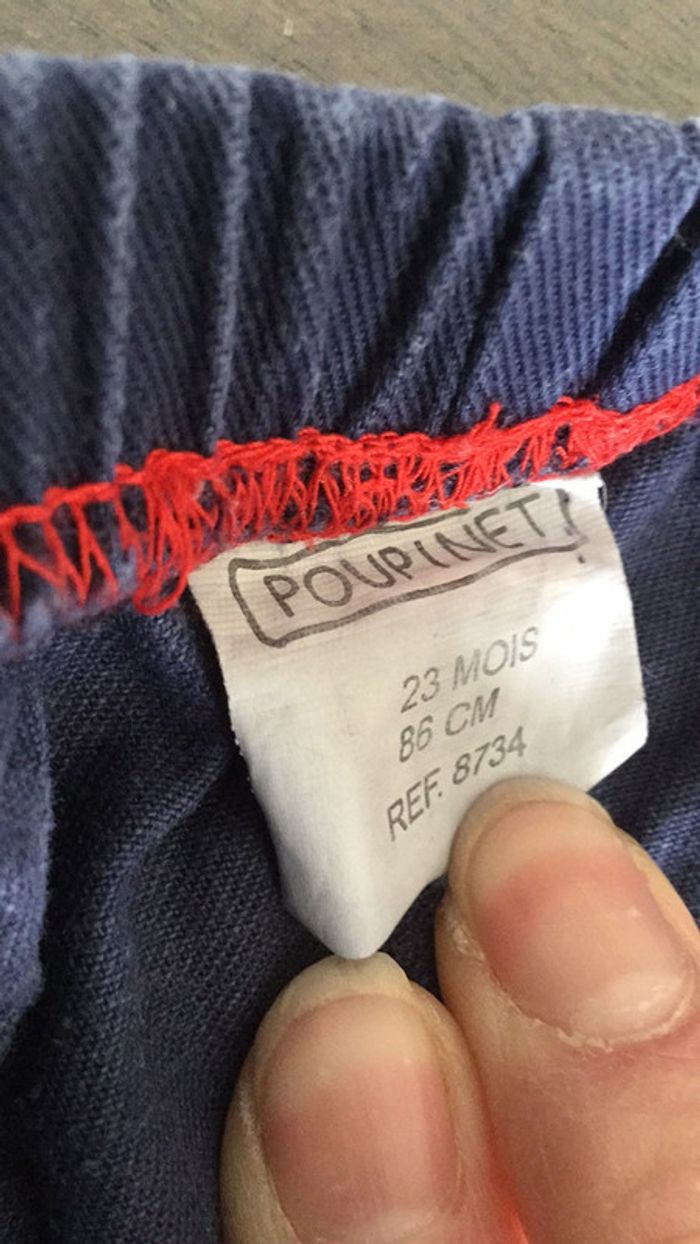 POUPINET
23 MOIS
86 CM
REF. 8734